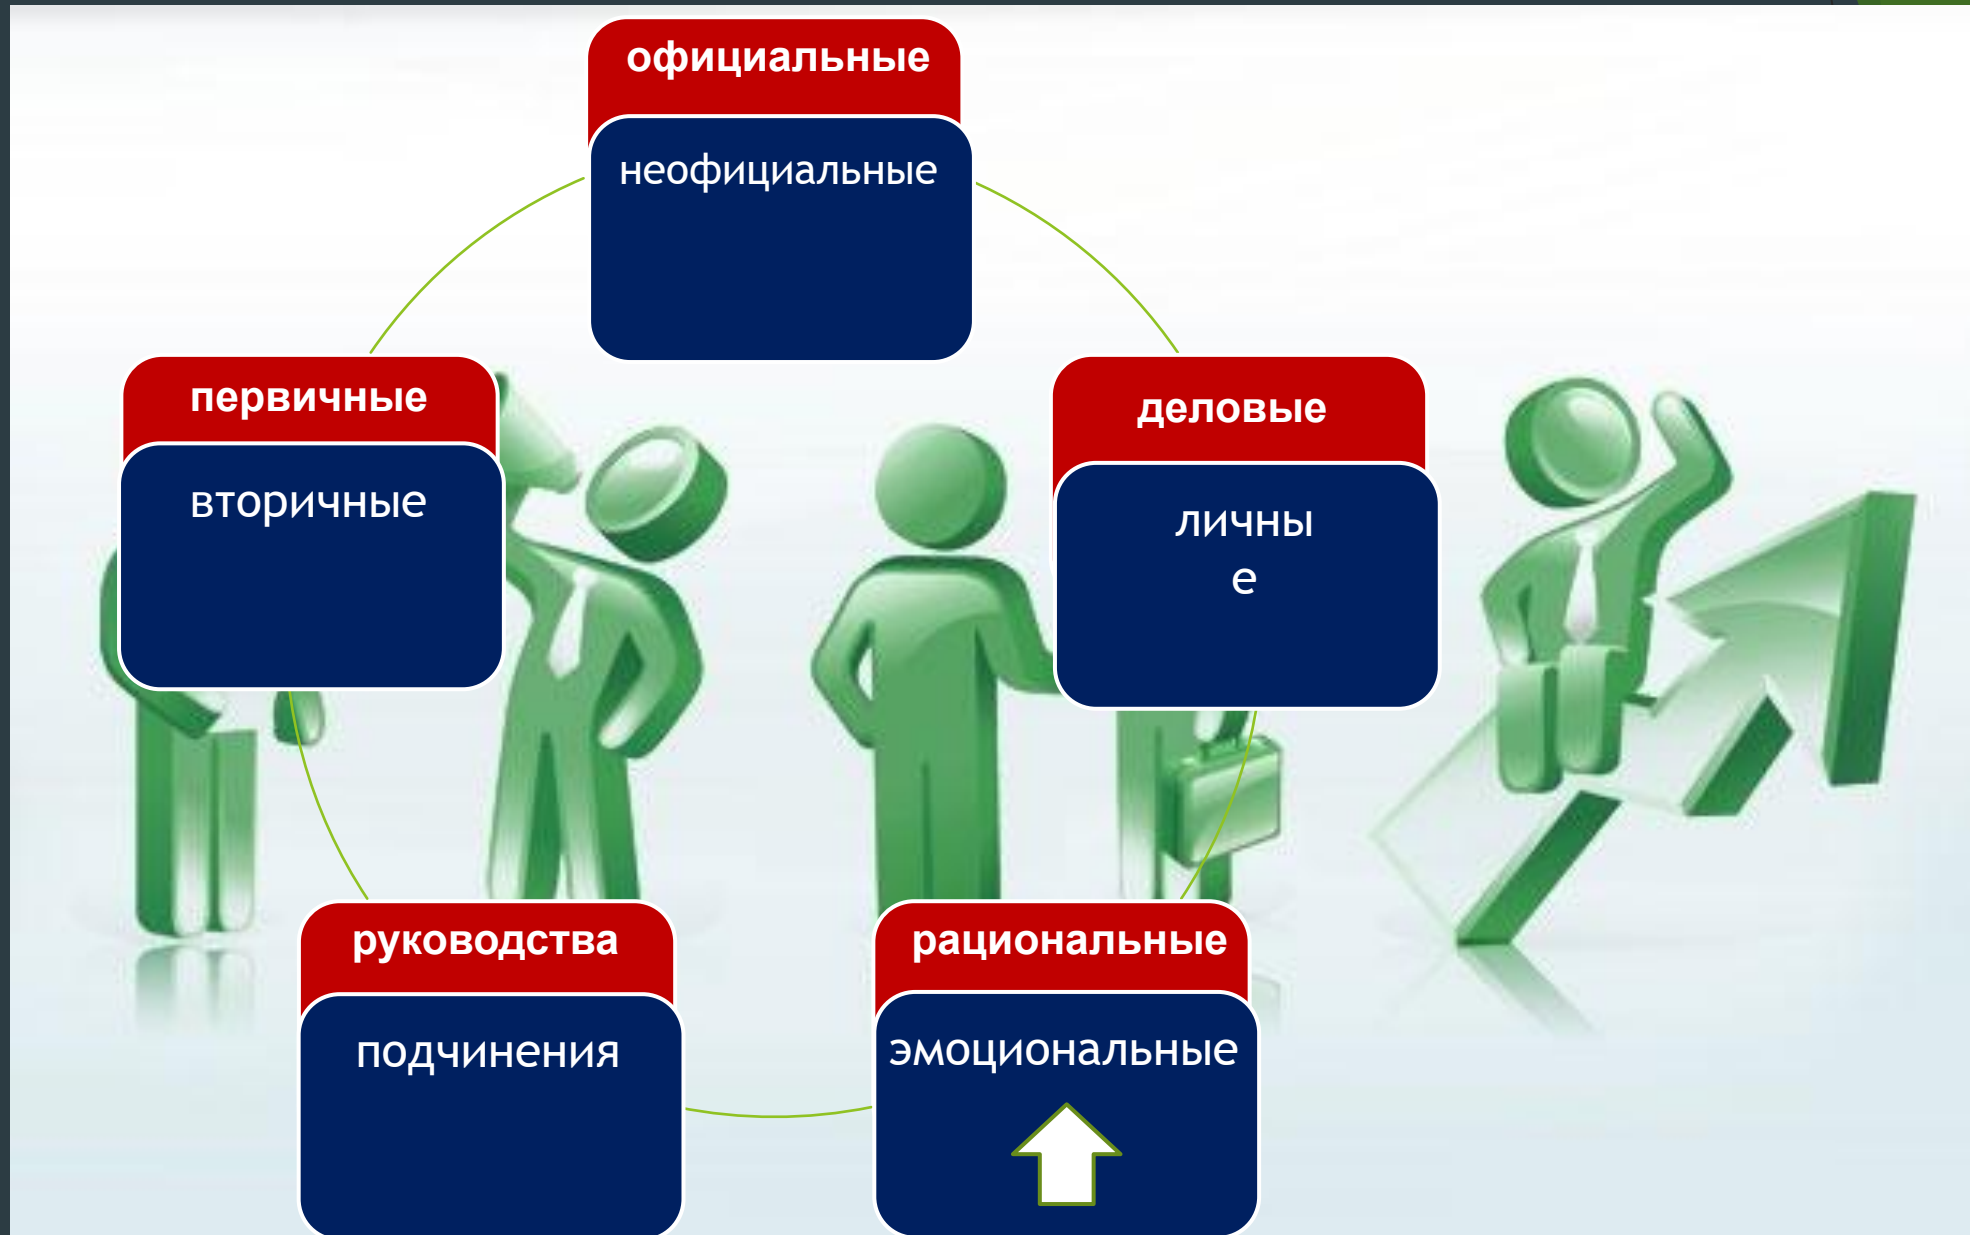 официальные
неофициальные
первичные
вторичные
деловые
личны
е
руководства
подчинения
рациональные
эмоциональные